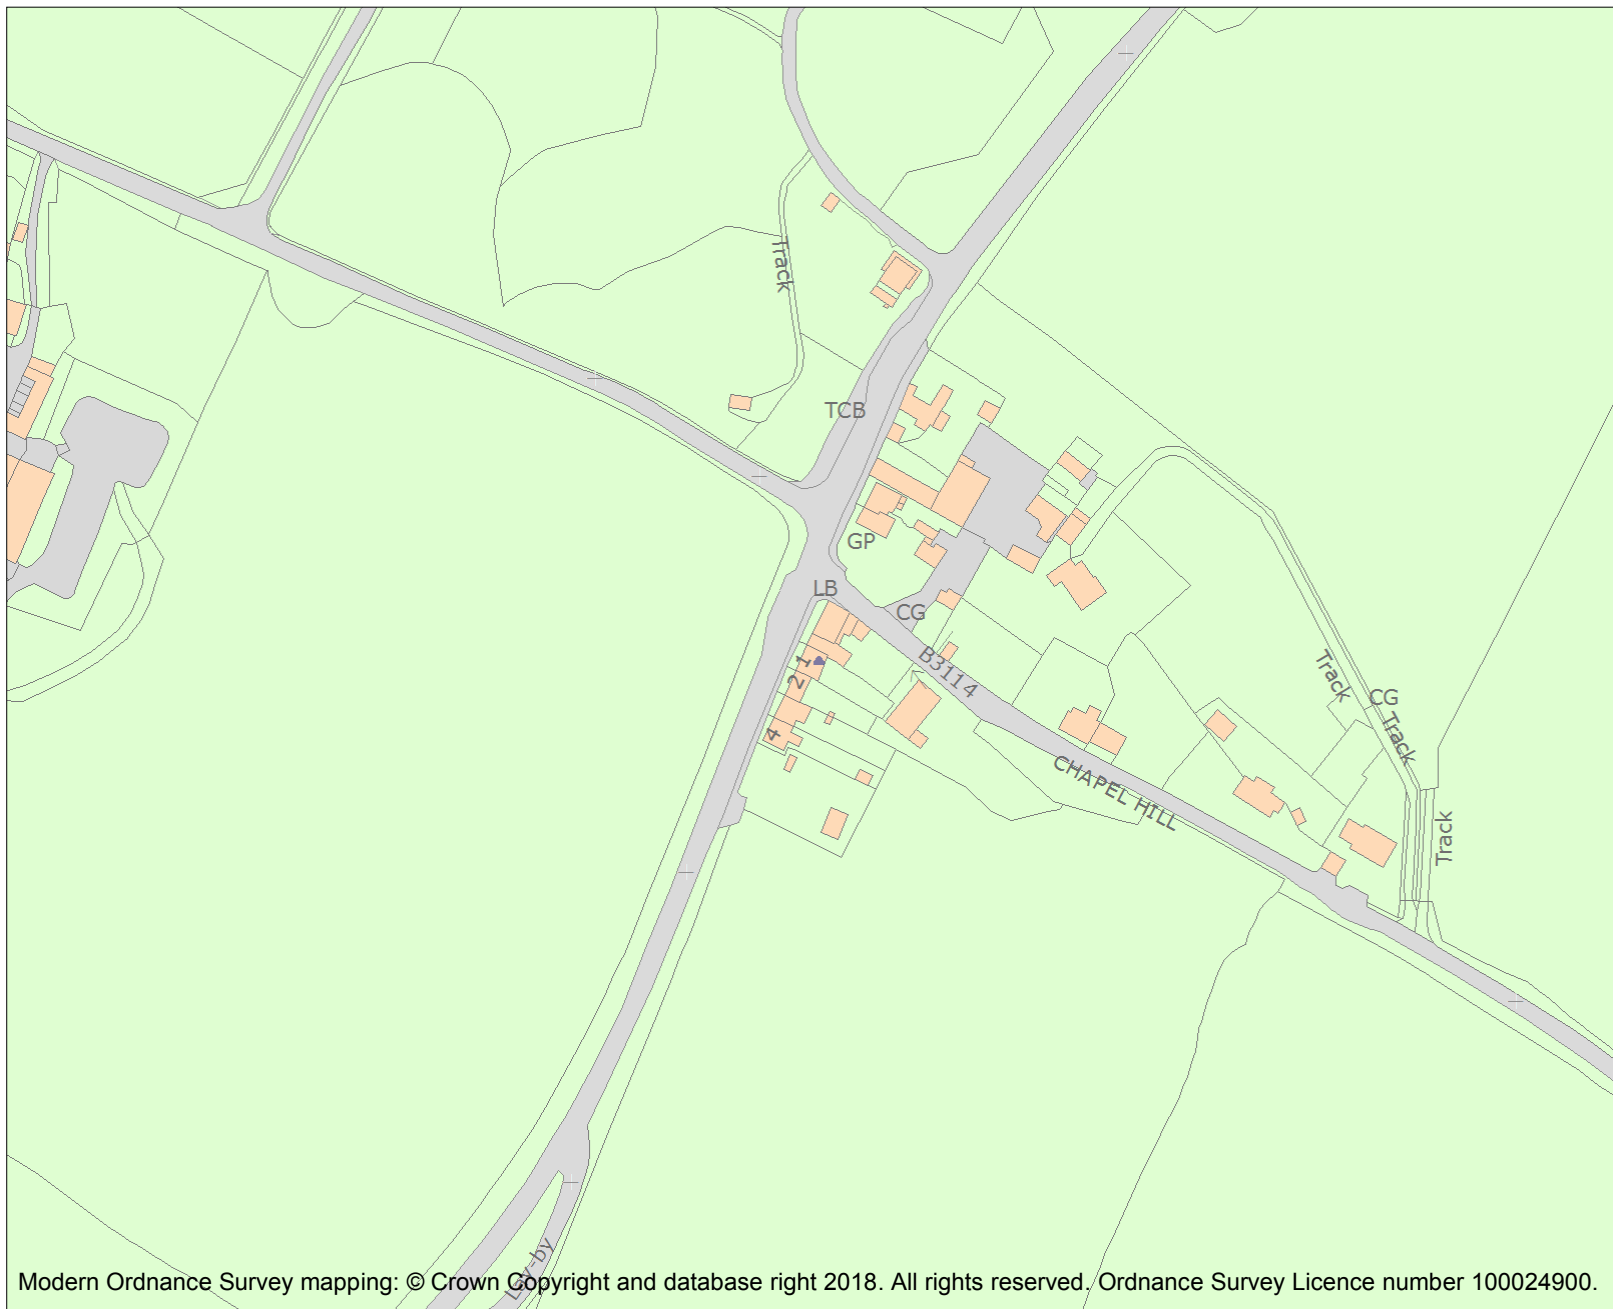 Track
TCB
GP
LB
CG
B3114
1
2
4
Track
CG
Track
CHAPEL HILL
Track
Lay-by
Modern Ordnance Survey mapping: © Crown Copyright and database right 2018. All rights reserved. Ordnance Survey Licence number 100024900.